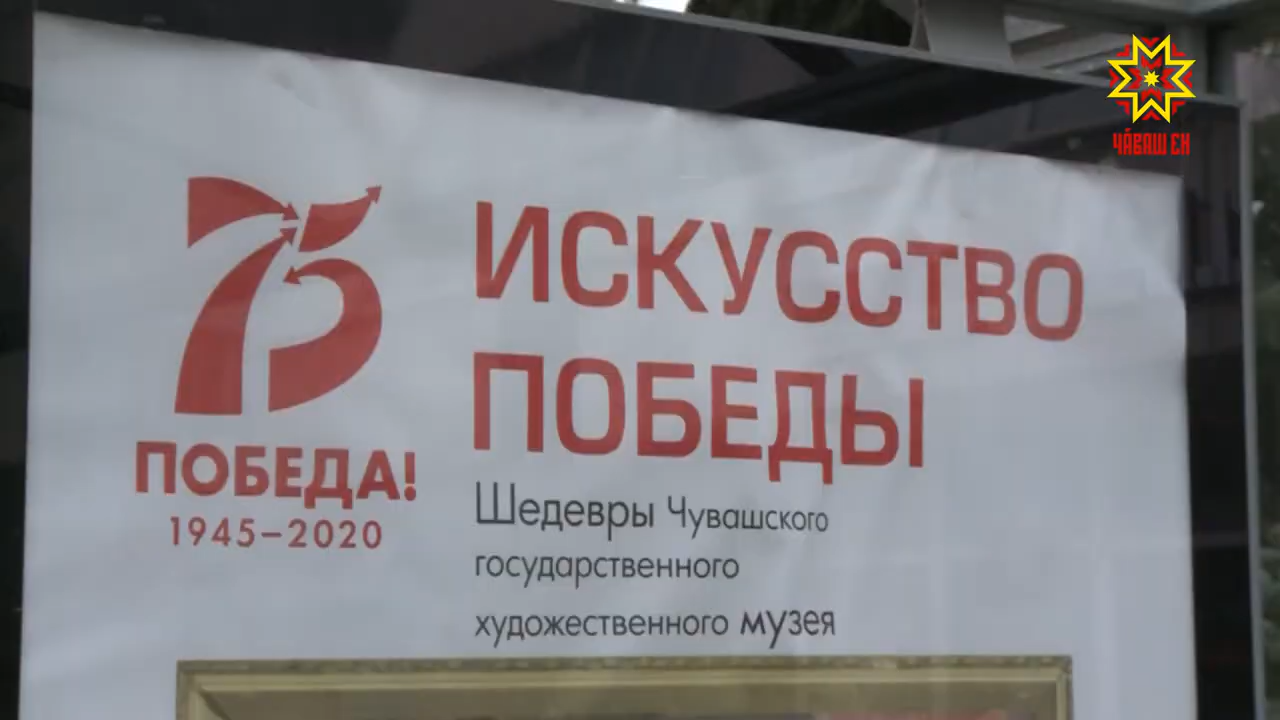 ЧӐВАШ ЕН
75
ИСКУССТВО
ПОБЕДЫ
ПОБЕДА!
1945–2020
Шедевры Чувашского
государственного
художественного музея